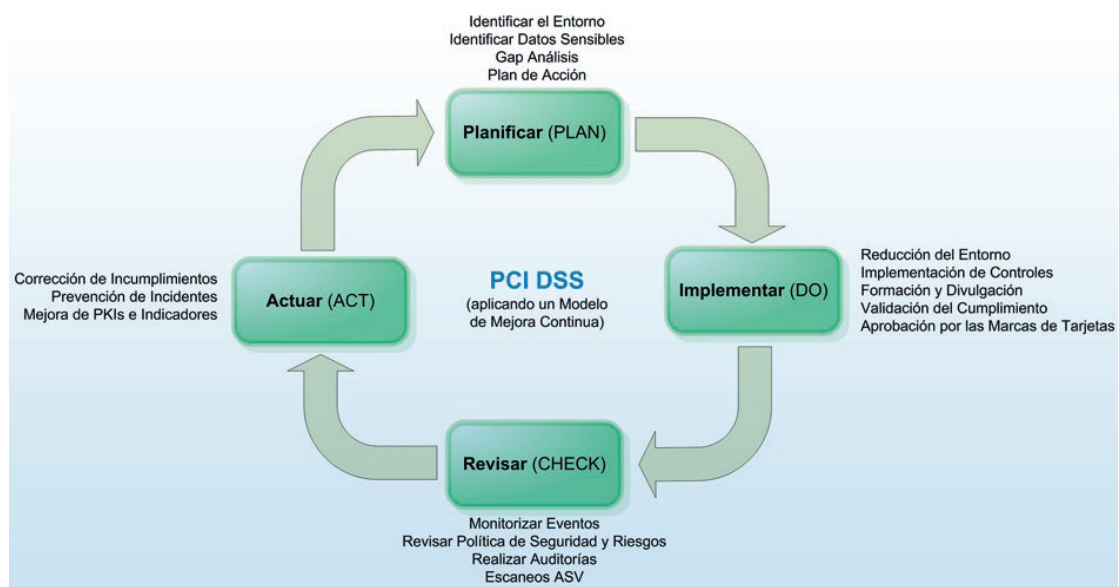 Identificar el Entorno
Identificar Datos Sensibles
Gap Análisis
Plan de Acción
Planificar (PLAN)
Reducción del Entorno
Implementación de Controles
Formación y Divulgación
Validación del Cumplimiento
Aprobación por las Marcas de Tarjetas
Implementar (DO)
PCI DSS
(aplicando un Modelo
de Mejora Continua)
Corrección de Incumplimientos
Prevención de Incidentes
Mejora de PKIs e Indicadores
Actuar (ACT)
Revisar (CHECK)
Monitorizar Eventos
Revisar Política de Seguridad y Riesgos
Realizar Auditorías
Escaneos ASV